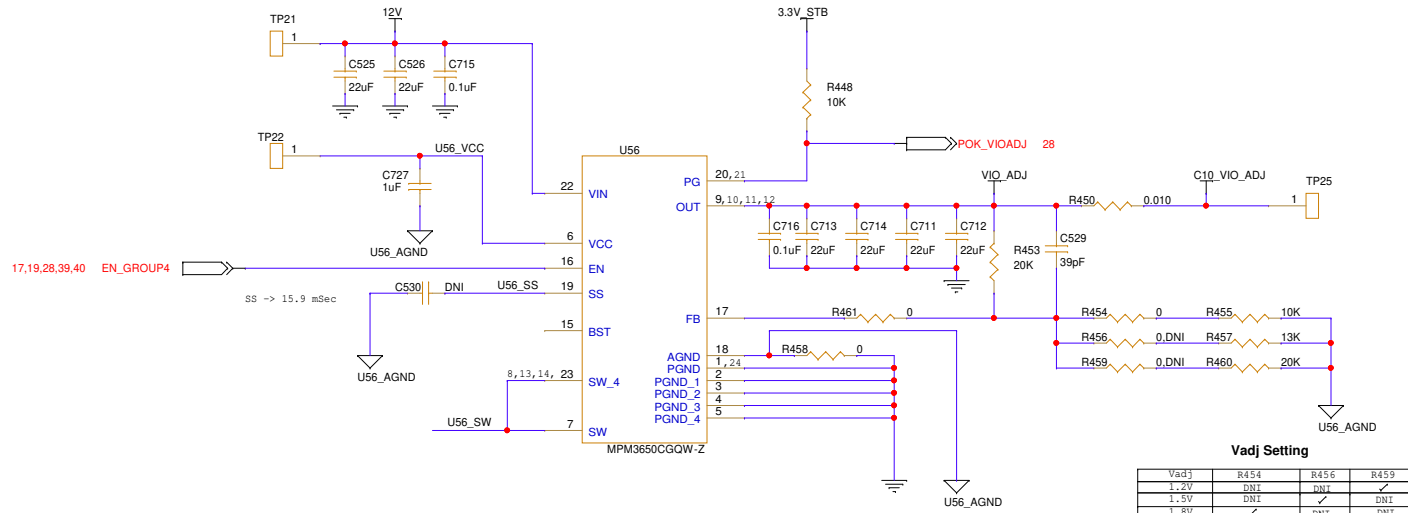 TP21
1
12V
C525
22uF
C526
22uF
C715
0.1uF
3.3V_STB
R448
10K
POK_VIOADJ 28
TP22
1
U56_VCC
C727
1uF
U56_AGND
U56
22
VIN
6
VCC
17,19,28,39,40 EN_GROUP4
16
EN
SS -> 15.9 mSec
C530
DNI
U56_SS
19
SS
U56_AGND
15
BST
8,13,14, 23
SW_4
U56_SW
7
SW
PG
20,21
OUT
9,10,11,12
FB
17
AGND
18
PGND
1,24
PGND_1
2
PGND_2
3
PGND_3
4
PGND_4
5
MPM3650CGQW-Z
VIO_ADJ
C10_VIO_ADJ
R450
0.010
1
TP25
C716
0.1uF
C713
22uF
C714
22uF
C711
22uF
C712
22uF
R453
20K
C529
39pF
R461
0
R458
0
R454
0
R455
10K
R456
0,DNI
R457
13K
R459
0,DNI
R460
20K
U56_AGND
U56_AGND
Vadj Setting
Vadj R454 R456 R459
1.2V DNI DNI ✓
1.5V DNI ✓ DNI
1.8V ✓ DNI DNI